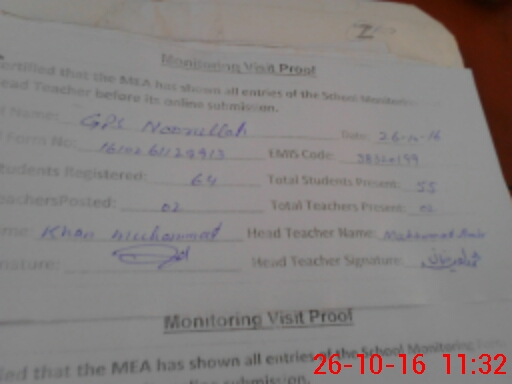 Monitoring Visit Proof
certified that the MEA has shown all entries of the School Monitoring
Head Teacher before its online submission.
Name: GPS Noorullah Date: 26-10-16
Form No: EMIS Code:
Students Registered: 64 Total Students Present: 55
Teachers Posted: 02 Total Teachers Present: 02
Khan Muhammad Head Teacher Name:
Signature: Head Teacher Signature:
Monitoring Visit Proof
that the MEA has shown all entries of the School Monitoring
submission.
26-10-16 11:32